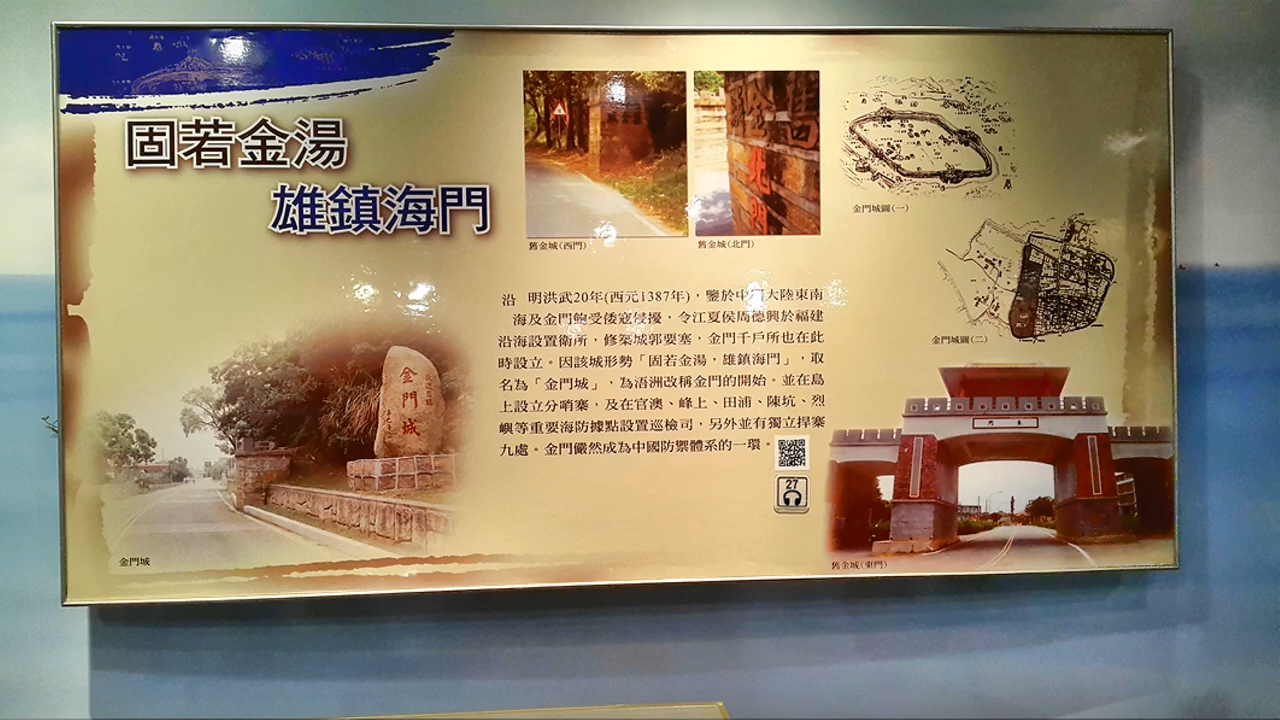 固若金湯
雄鎮海門
舊金城(西門)
舊金城(北門)
舊
金
北門
金門城圖(一)
金門城圖(二)
沿 明洪武20年(西元1387年)，鑒於中 大陸東南
海及金門飽受倭寇侵擾，令江夏侯周德興於福建
沿海設置衛所，修築城郭要塞，金門千戶所也在此
時設立。因該城形勢「固若金湯，雄鎮海門」，取
名為「金門城」，為浯洲改稱金門的開始。並在島
上設立分哨寨，及在官澳、峰上、田浦、陳坑、烈
嶼等重要海防據點設置巡檢司，另外並有獨立捍寨
九處。金門儼然成為中國防禦體系的一環。
27
金門城
金門城
東門
舊金城(東門)